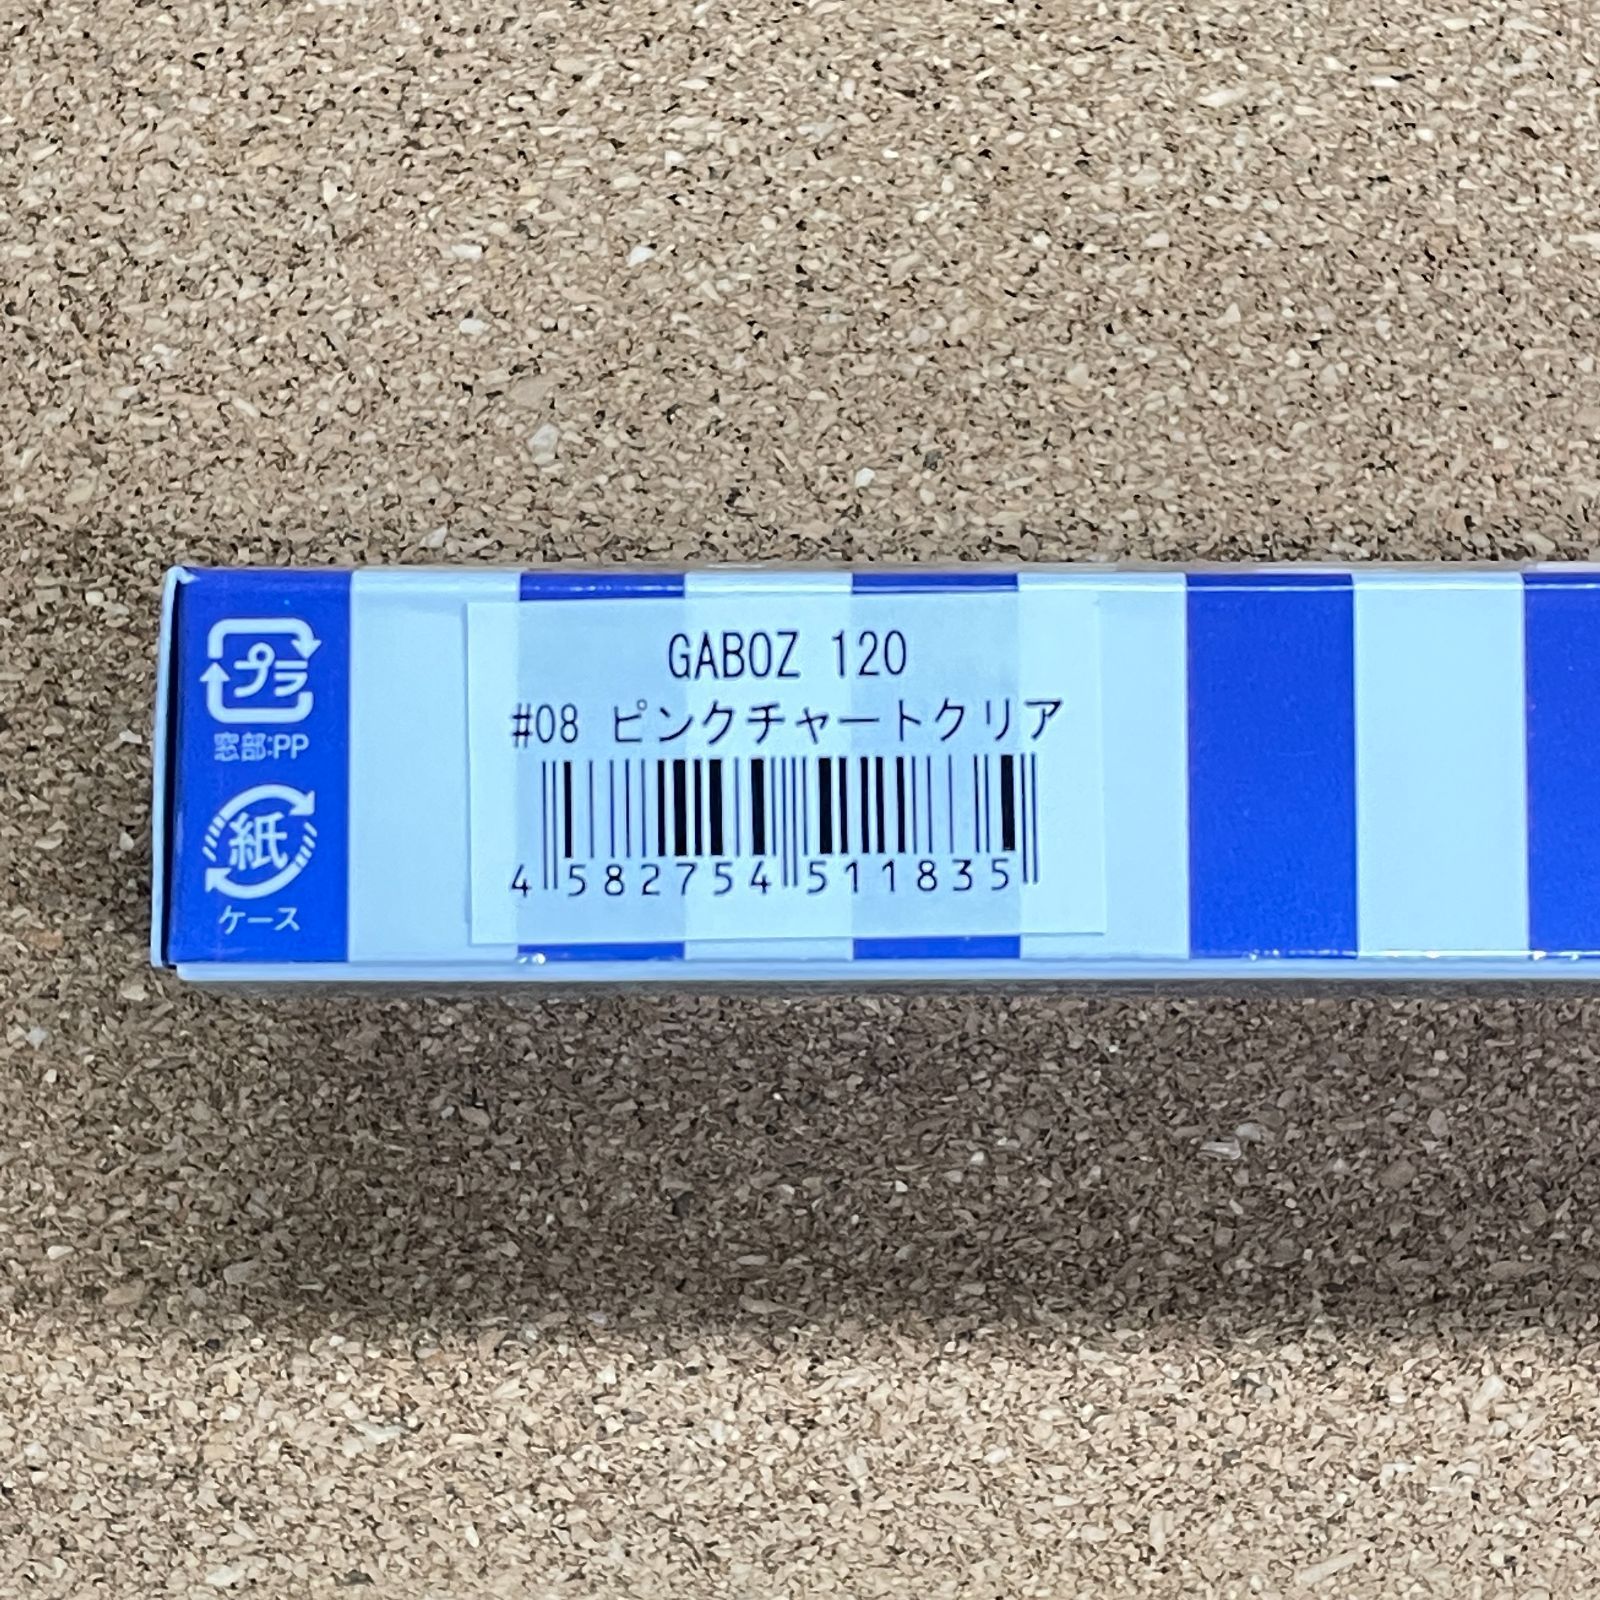 プラ
窓部:PP
紙
ケース
GABOZ 120
#08 ピンクチャートクリア
4 582754 511835